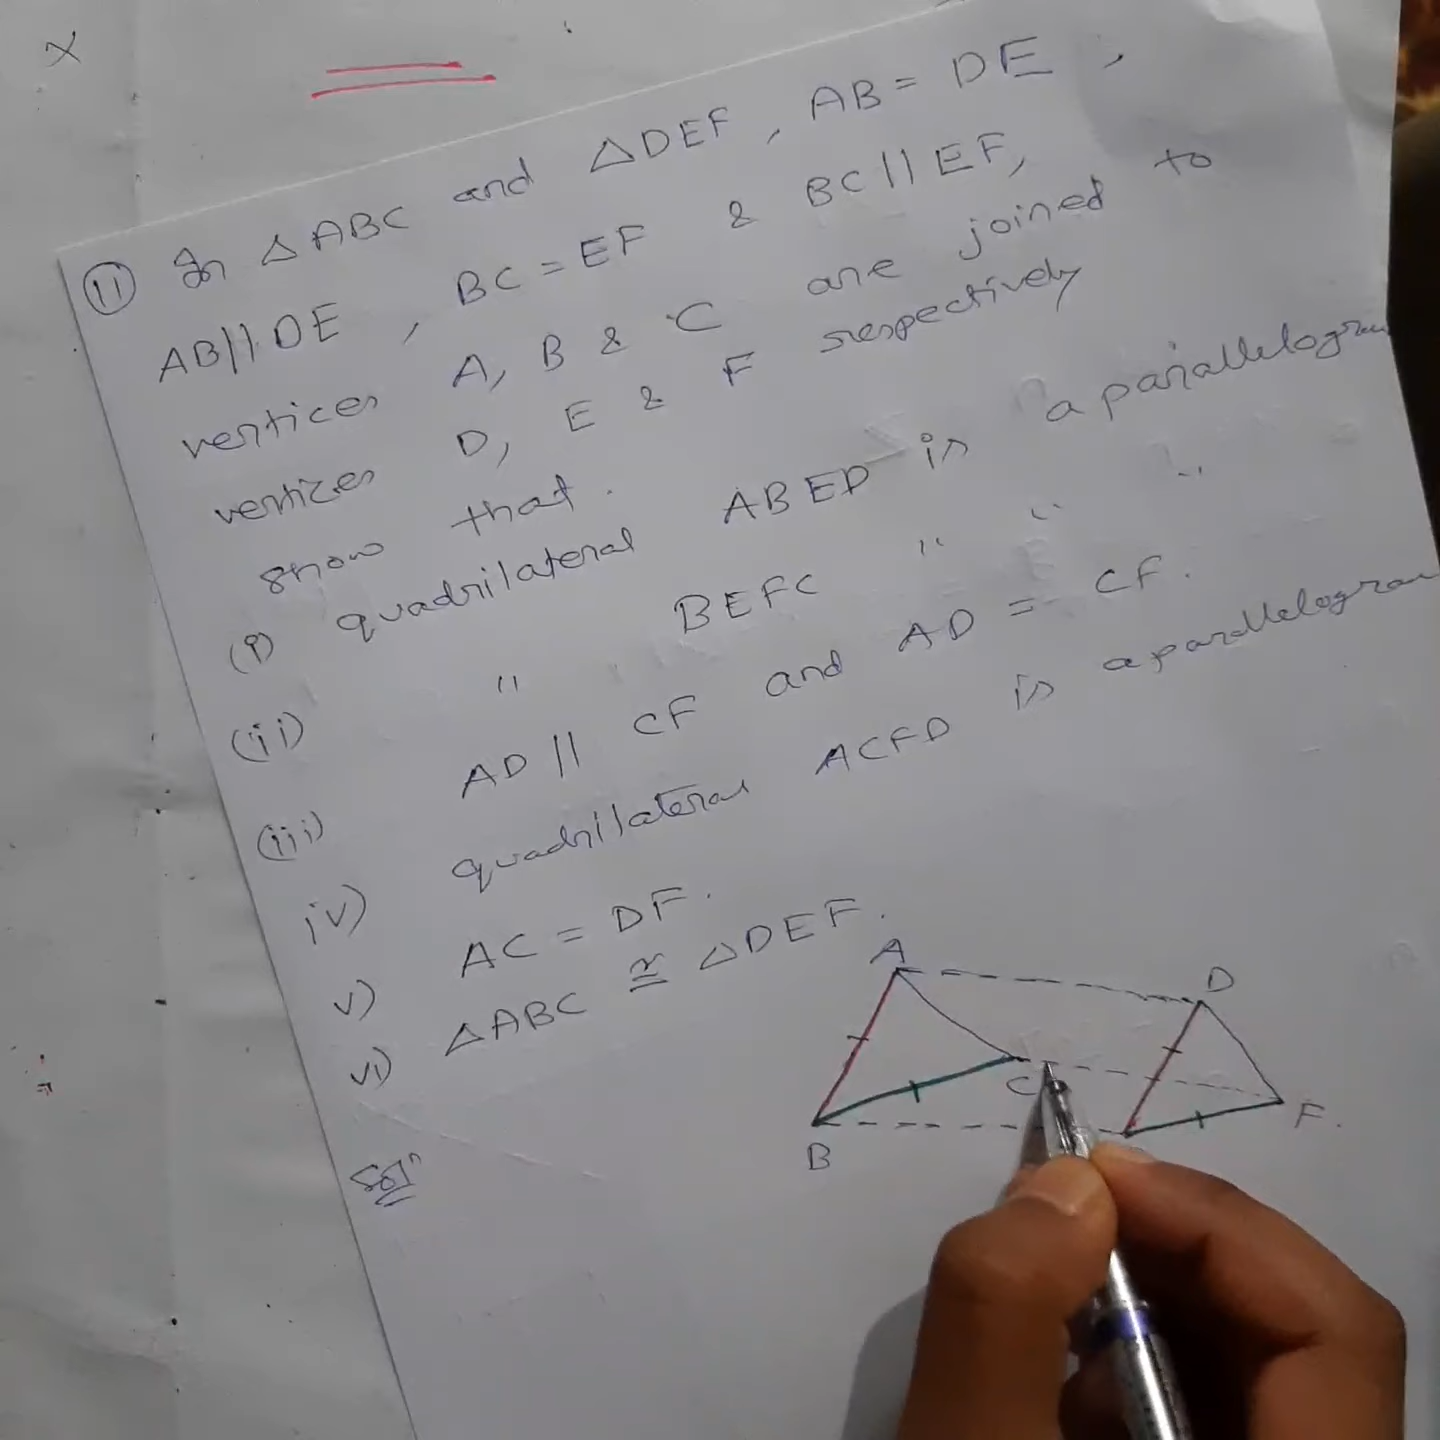 x
(11) In △ABC and △DEF, AB = DE,
AB || DE, BC = EF & BC || EF,
vertices A, B & C are joined to
vertices D, E & F respectively
show that.
(i) quadrilateral ABED is a parallelogram
(ii) " BEFC " " "
(iii) AD || CF and AD = CF.
iv) quadrilateral ACFD is a parallelogram
v) AC = DF.
vi) △ABC ≅ △DEF.
A
D
C
F.
B
Solⁿ